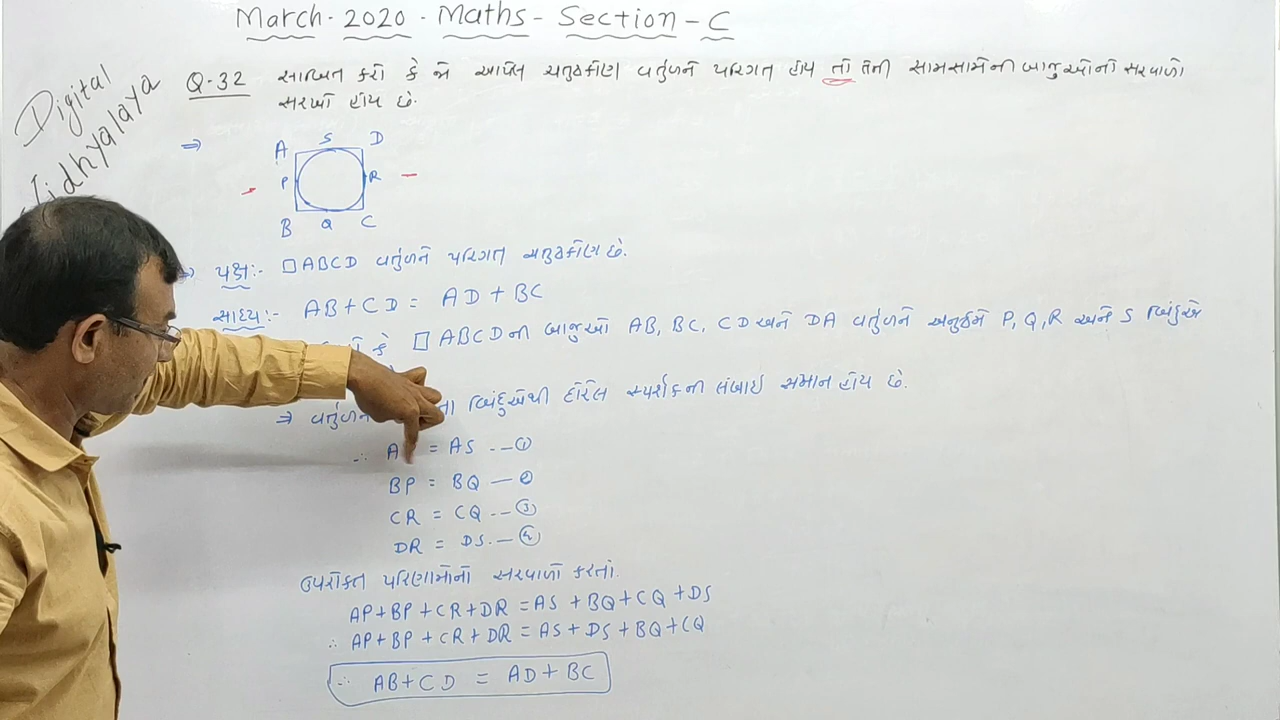 March - 2020 - Maths - Section - C
Digital
Vidhyalaya
Q-32 સાબિત કરો કે જો આપેલ ચતુષ્કોણ વર્તુળને પરિગત હોય તો તેની સામસામેની બાજુઓનો સરવાળો
સરખો હોય છે.
⇒
A S D
P R
B Q C
⇒ પક્ષ:- □ABCD વર્તુળને પરિગત ચતુષ્કોણ છે.
સાધ્ય:- AB + CD = AD + BC
કે □ ABCD ની બાજુઓ AB, BC, CD અને DA વર્તુળને અનુક્રમે P, Q, R અને S બિંદુએ
⇒ બિંદુએથી દોરેલ સ્પર્શકની લંબાઈ સમાન હોય છે.
∴ A = AS -- ①
BP = BQ — ②
CR = CQ -- ③
DR = DS. — ④
ઉપરોક્ત પરિણામોનો સરવાળો કરતાં.
AP + BP + CR + DR = AS + BQ + CQ + DS
∴ AP + BP + CR + DR = AS + DS + BQ + CQ
∴ AB + CD = AD + BC